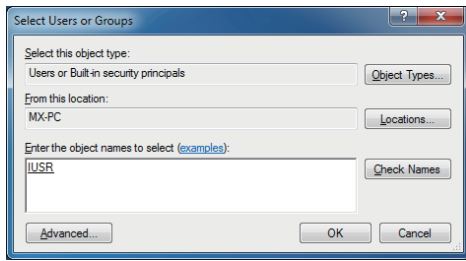 Select Users or Groups
Select this object type:
Users or Built-in security principals
Object Types...
From this location:
MX-PC
Locations...
Enter the object names to select (examples):
IUSR
Check Names
Advanced...
OK
Cancel